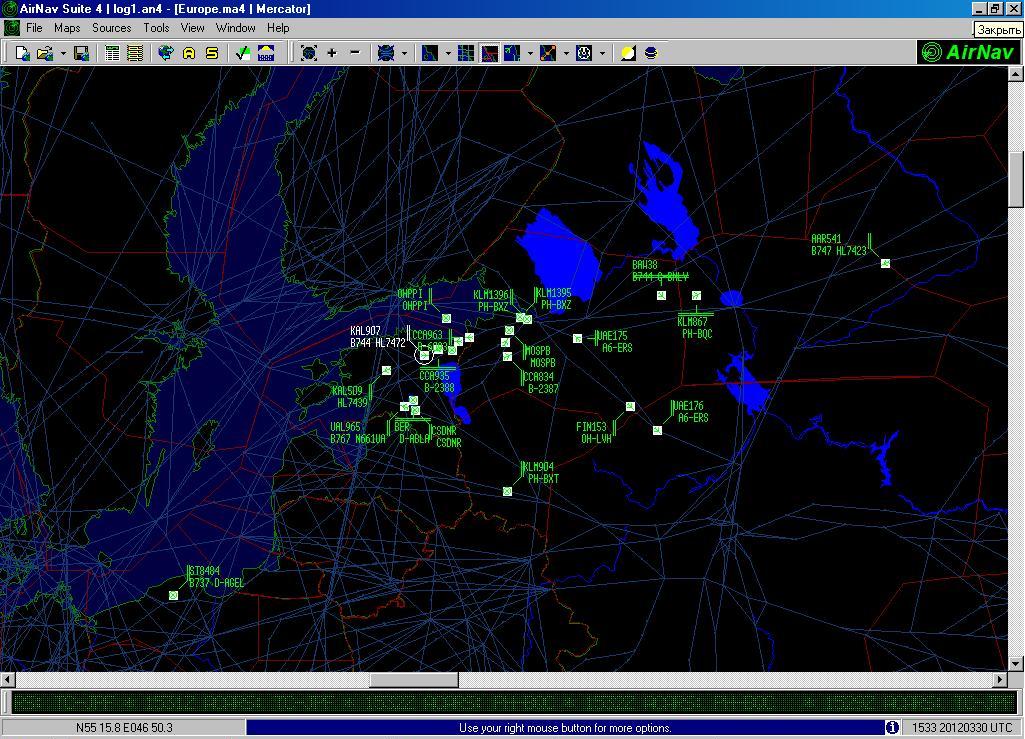 AirNav Suite 4 | log1.an4 - [Europe.ma4 | Mercator]
File Maps Sources Tools View Window Help
Закрыть
AirNav
AAR541
B747 HL7423
BAW38
B744 G-BNLY
OHPPI
OHPPI
KLM1396
PH-BXZ
KLM1395
PH-BXZ
KLM867
PH-BQC
KAL907
B744 HL7472
CCA963
UAE175
A6-ERS
MOSPB
MOSPB
CCA935
B-2388
CCA834
B-2387
KAL509
HL7439
UAE176
A6-ERS
UAL965
B767 N661UA
BER
D-ABLA
CSDNR
CSDNR
FIN153
OH-LVH
KLM904
PH-BXT
ST8484
B737 D-AGEL
N55 15.8 E046 50.3
Use your right mouse button for more options.
1533 20120330 UTC